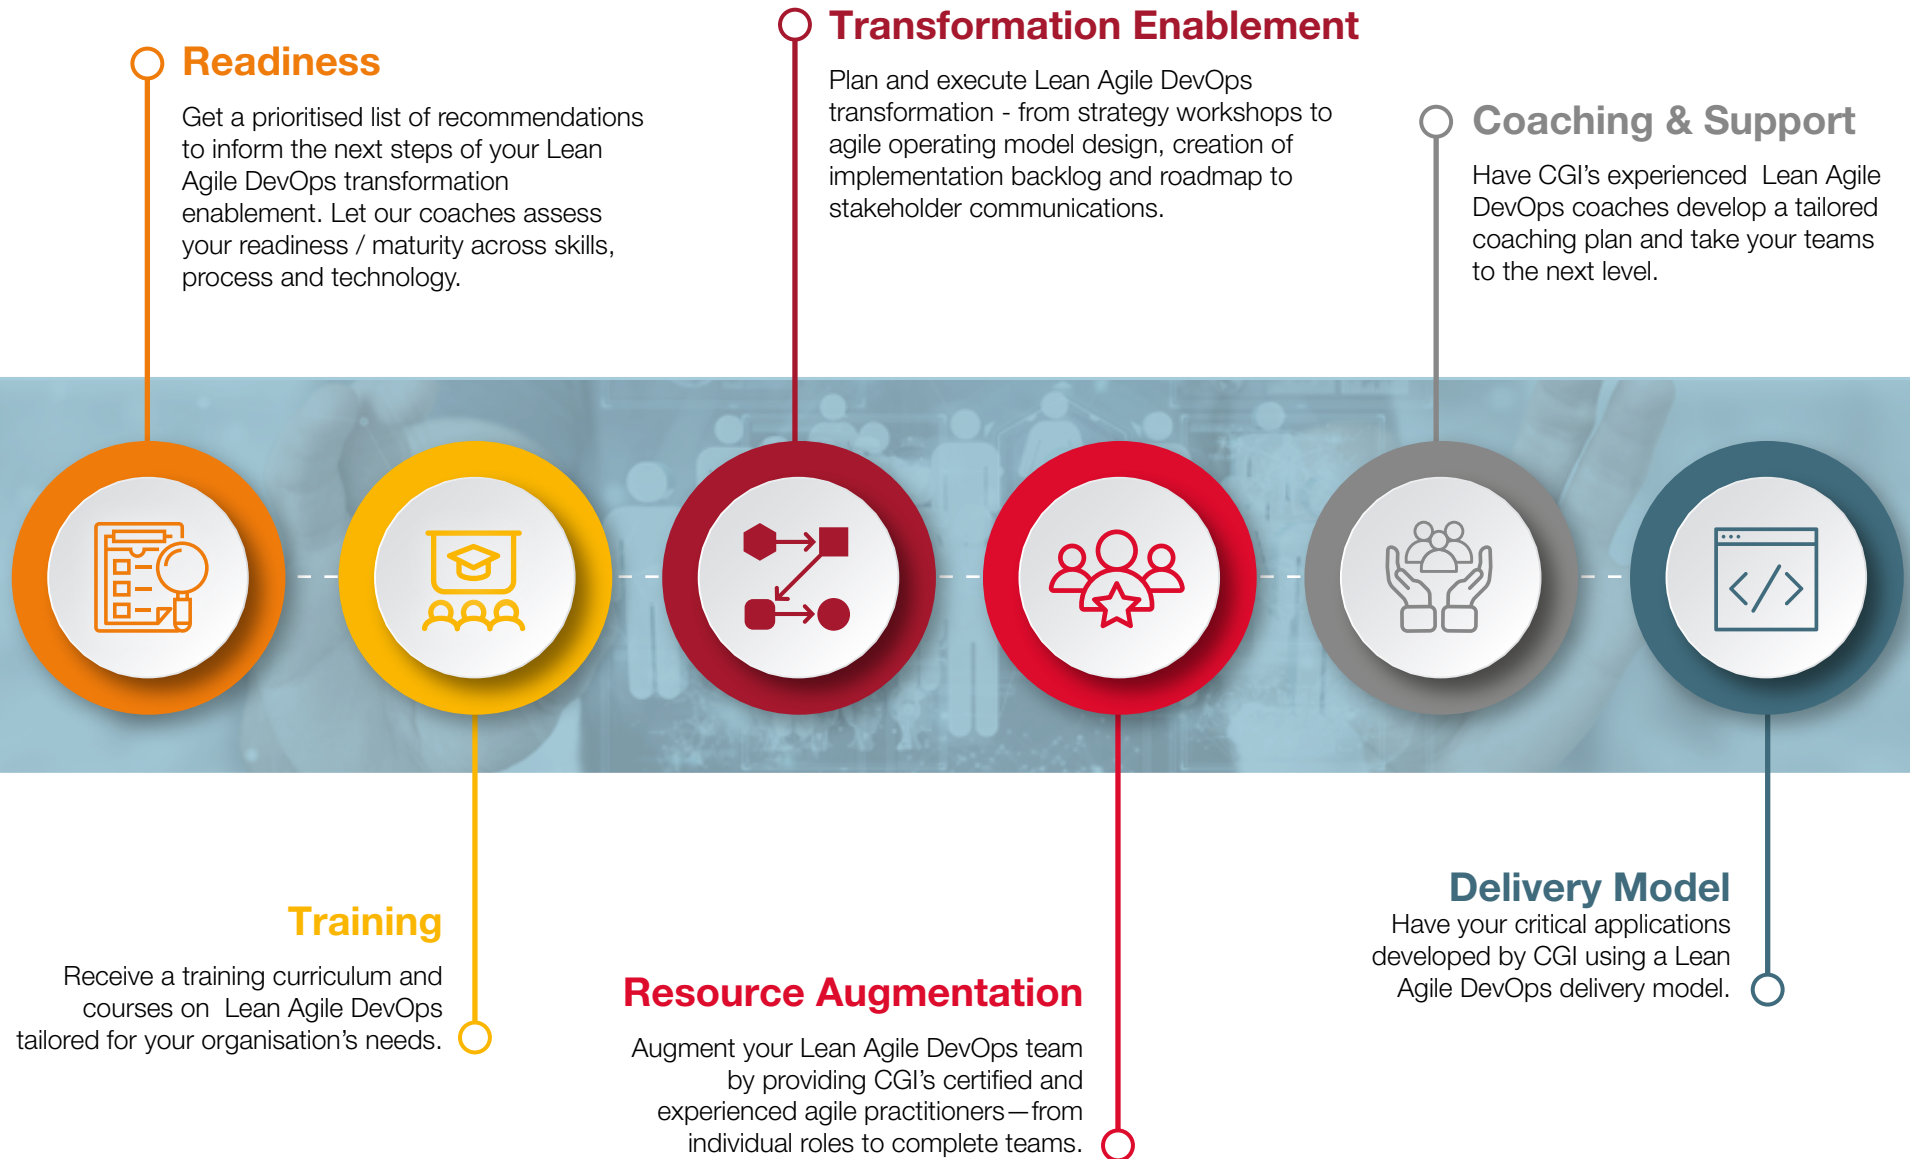 Readiness
Get a prioritised list of recommendations
to inform the next steps of your Lean
Agile DevOps transformation
enablement. Let our coaches assess
your readiness / maturity across skills,
process and technology.
Transformation Enablement
Plan and execute Lean Agile DevOps
transformation - from strategy workshops to
agile operating model design, creation of
implementation backlog and roadmap to
stakeholder communications.
Coaching & Support
Have CGI’s experienced  Lean Agile
DevOps coaches develop a tailored
coaching plan and take your teams
to the next level.
Training
Receive a training curriculum and
courses on  Lean Agile DevOps
tailored for your organisation’s needs.
Resource Augmentation
Augment your Lean Agile DevOps team
by providing CGI’s certified and
experienced agile practitioners—from
individual roles to complete teams.
Delivery Model
Have your critical applications
developed by CGI using a Lean
Agile DevOps delivery model.